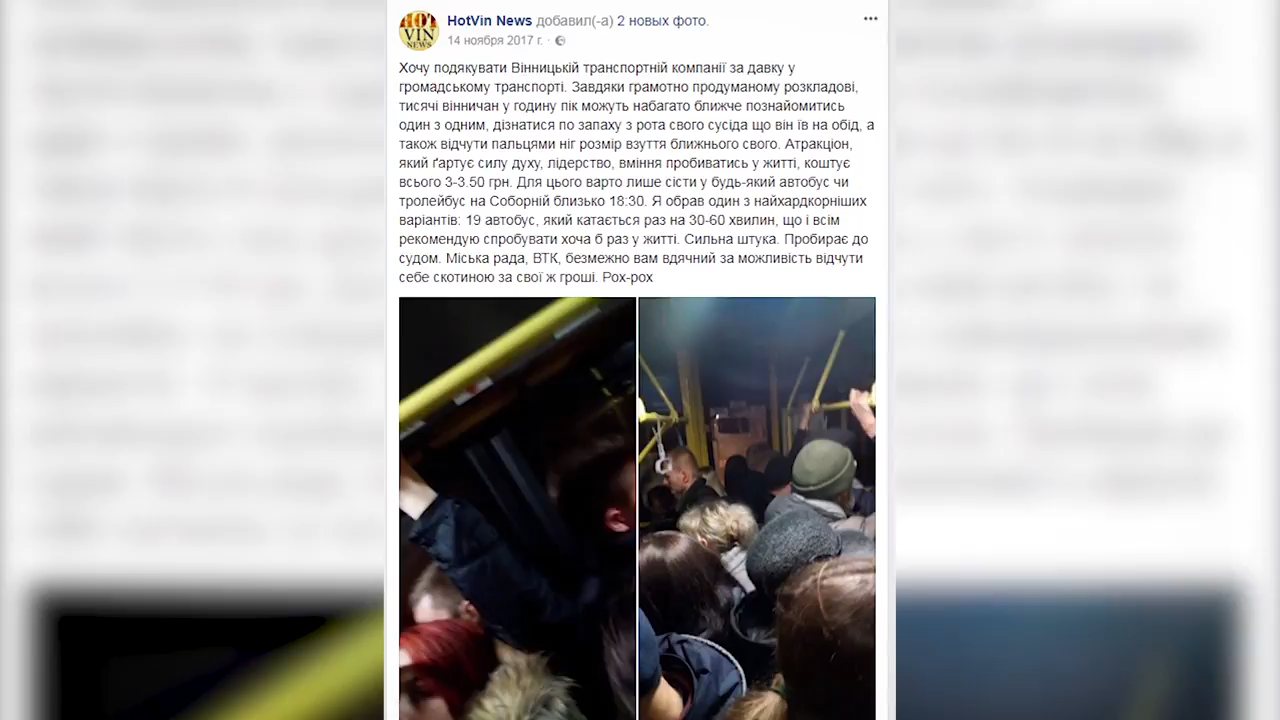 HOT
VIN
NEWS
HotVin News добавил(-а) 2 новых фото.
14 ноября 2017 г. ·
Хочу подякувати Вінницькій транспортній компанії за давку у
громадському транспорті. Завдяки грамотно продуманому розкладові,
тисячі вінничан у годину пік можуть набагато ближче познайомитись
один з одним, дізнатися по запаху з рота свого сусіда що він їв на обід, а
також відчути пальцями ніг розмір взуття ближнього свого. Атракціон,
який ґартує силу духу, лідерство, вміння пробиватись у житті, коштує
всього 3-3.50 грн. Для цього варто лише сісти у будь-який автобус чи
тролейбус на Соборній близько 18:30. Я обрав один з найхардкорніших
варіантів: 19 автобус, який катається раз на 30-60 хвилин, що і всім
рекомендую спробувати хоча б раз у житті. Сильна штука. Пробирає до
судом. Міська рада, ВТК, безмежно вам вдячний за можливість відчути
себе скотиною за свої ж гроші. Рох-рох